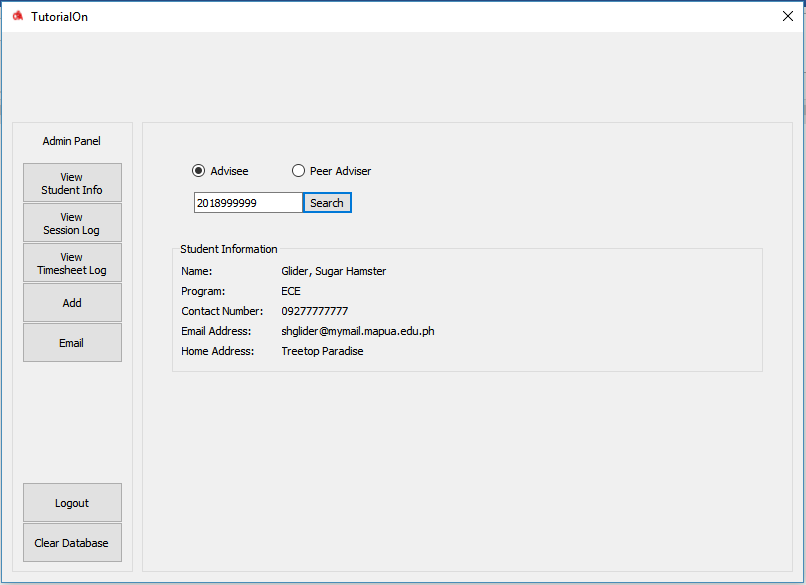 TutorialOn
Admin Panel
View
Student Info
View
Session Log
View
Timesheet Log
Add
Email
Logout
Clear Database
Advisee Peer Adviser
2018999999 Search
Student Information
Name: Glider, Sugar Hamster
Program: ECE
Contact Number: 09277777777
Email Address: shglider@mymail.mapua.edu.ph
Home Address: Treetop Paradise